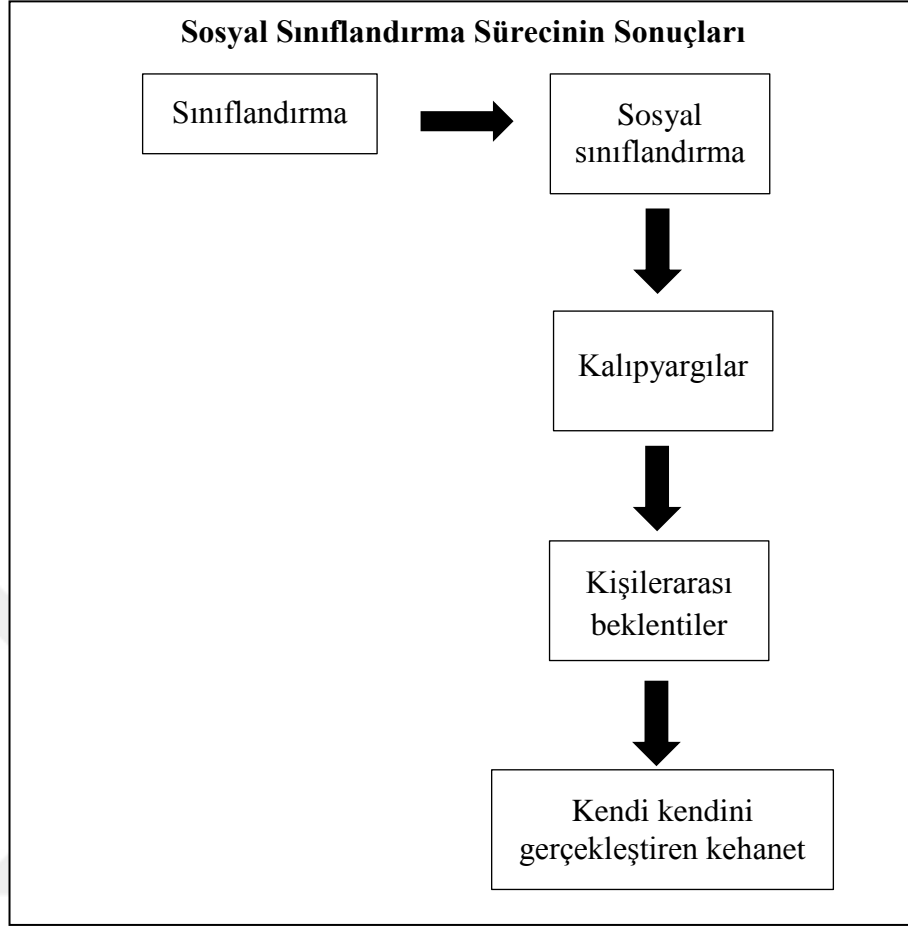 Sosyal Sınıflandırma Sürecinin Sonuçları
Sınıflandırma
Sosyal
sınıflandırma
Kalıpyargılar
Kişilerarası
beklentiler
Kendi kendini
gerçekleştiren kehanet